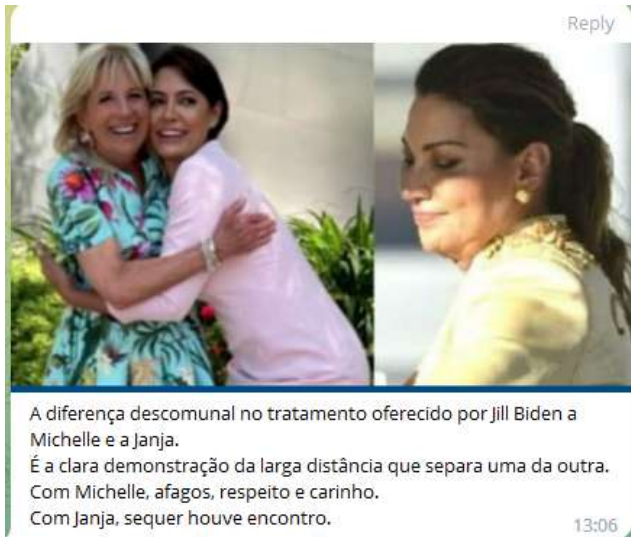 Reply
A diferença descomunal no tratamento oferecido por Jill Biden a
Michelle e a Janja.
É a clara demonstração da larga distância que separa uma da outra.
Com Michelle, afagos, respeito e carinho.
Com Janja, sequer houve encontro.
13:06